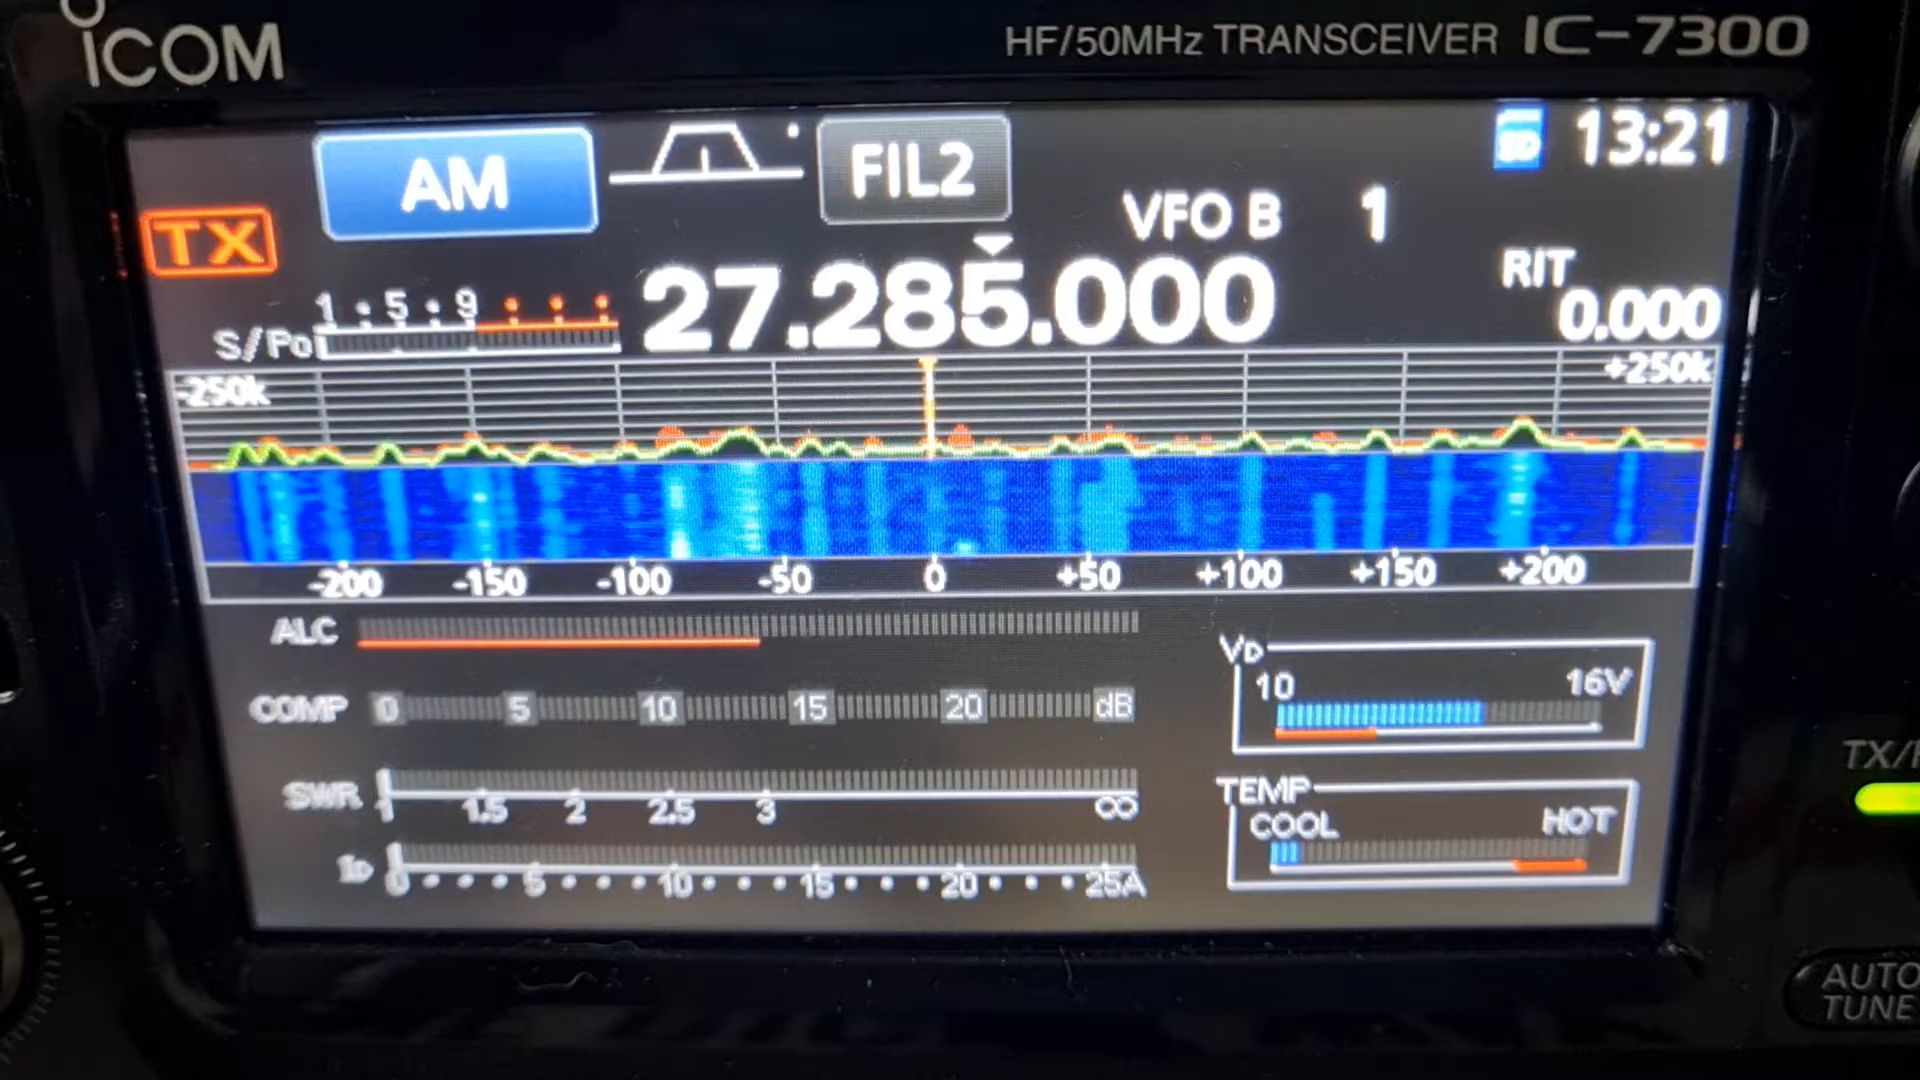 ICOM
HF/50MHz TRANSCEIVER IC-7300
AM FIL2 SD 13:21
TX VFO B 1
1 5 9 27.285.000 RIT
S/Po 0.000
-250k +250k
-200 -150 -100 -50 0 +50 +100 +150 +200
ALC
COMP 0 5 10 15 20 dB
SWR 1 1.5 2 2.5 3 ∞
ID 0 5 10 15 20 25A
VD
10 16V
TEMP
COOL HOT
AUTO
TUNE